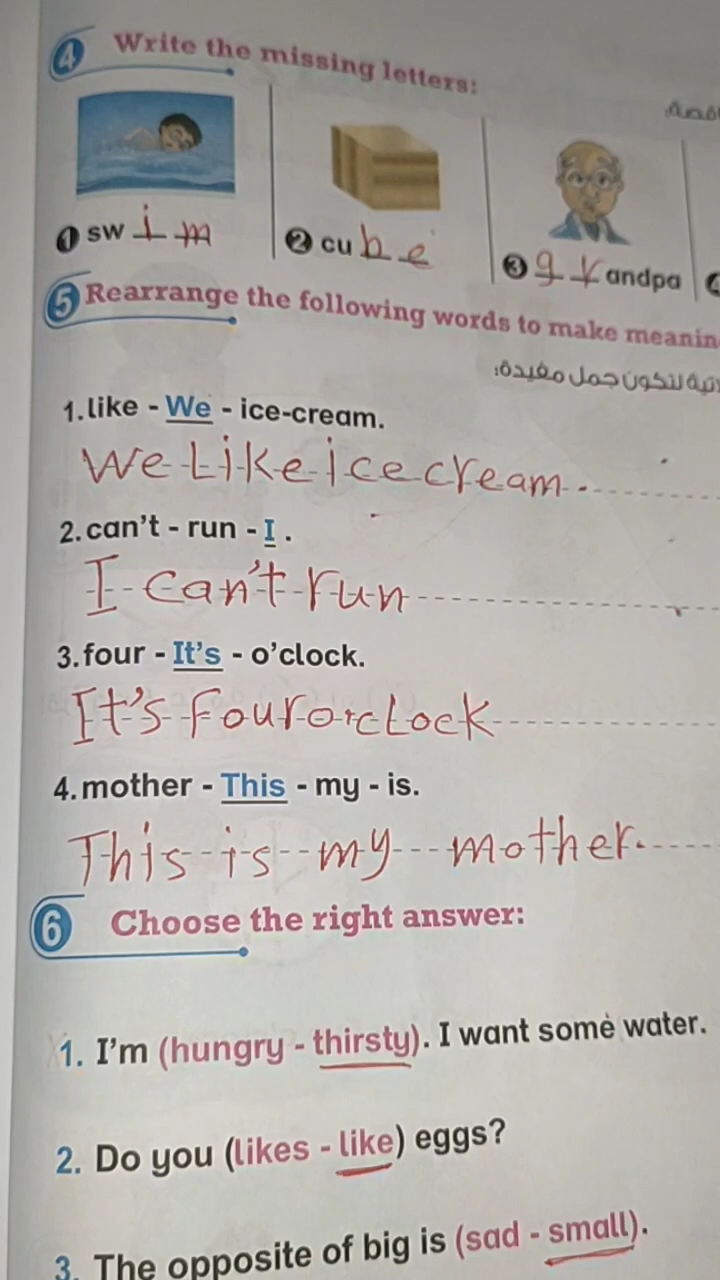 4 Write the missing letters:
1 sw i m
2 cu b e
3 g r andpa
5 Rearrange the following words to make
لتكون جمل مفيدة:
1. like - We - ice-cream.
We Like ice cream.
2. can't - run - I .
I can't run
3. four - It's - o'clock.
It's Four o'cLock
4. mother - This - my - is.
This is my mother.
6 Choose the right answer:
1. I'm (hungry - thirsty). I want some water.
2. Do you (likes - like) eggs?
3. The opposite of big is (sad - small).